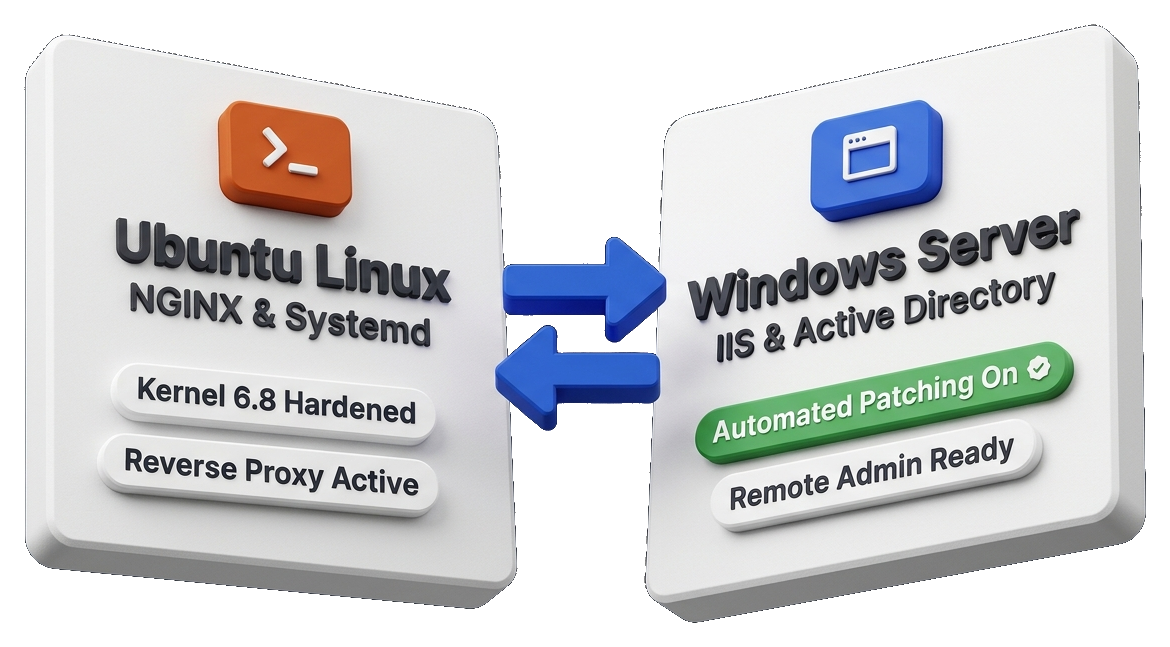 Ubuntu Linux
NGINX & Systemd
Kernel 6.8 Hardened
Reverse Proxy Active
Windows Server
IIS & Active Directory
Automated Patching On
Remote Admin Ready